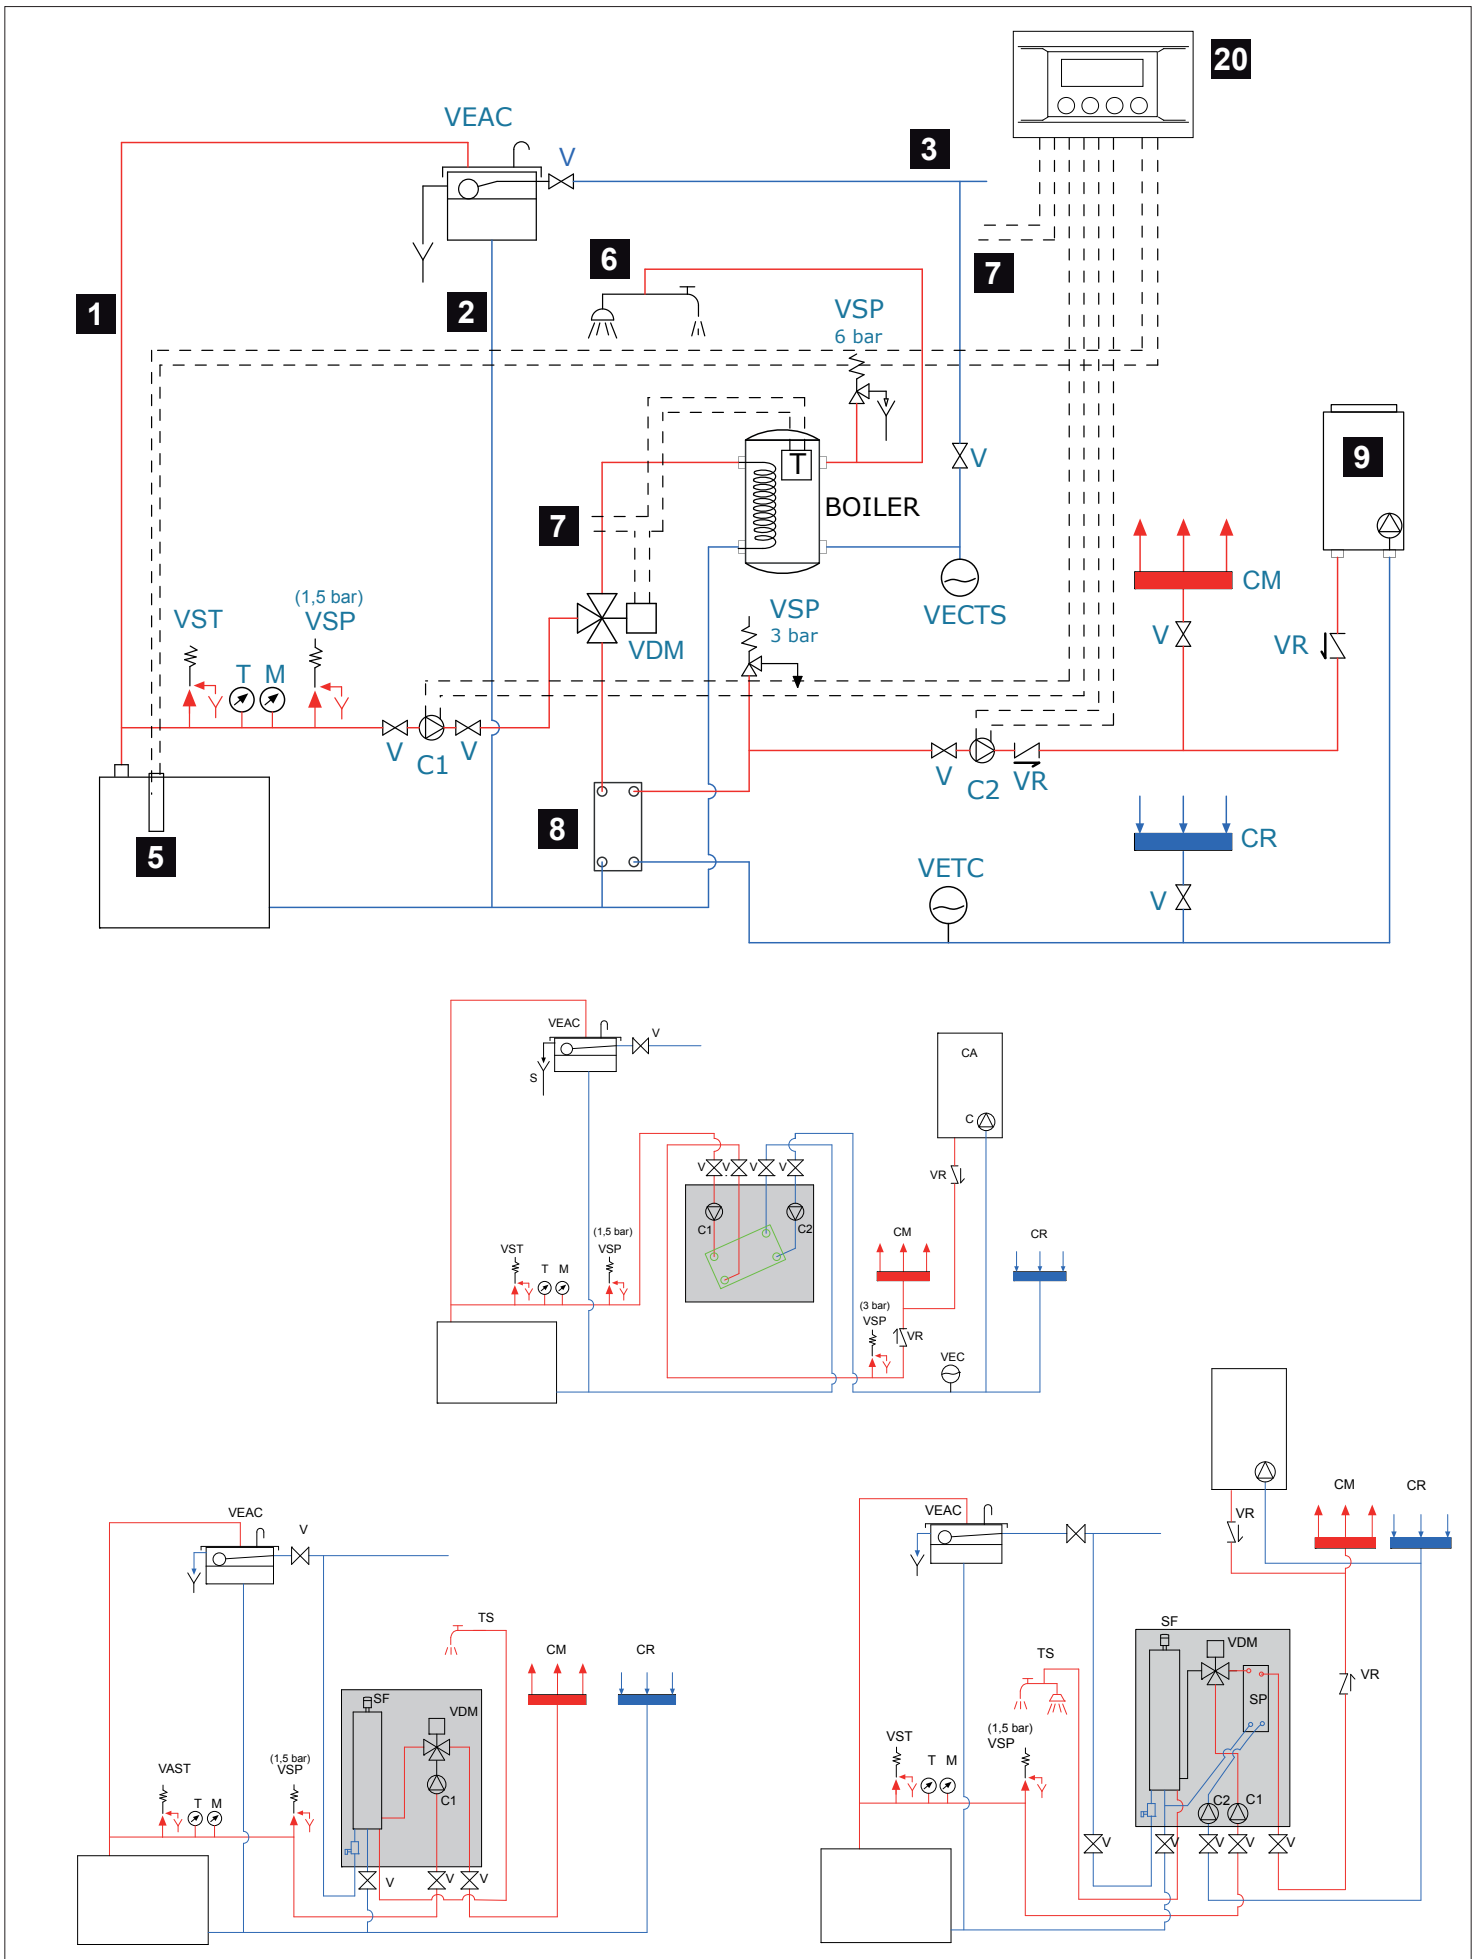 20
VEAC
V
3
6
7
1
2
VSP
6 bar
V
9
T
BOILER
7
(1,5 bar)
VST
VSP
CM
VSP
3 bar
VECTS
V
VR
T
M
VDM
V
C1
V
V
C2
VR
8
5
CR
VETC
V
VEAC
V
CA
S
C
V
V
V
V
VR
C1
C2
(1,5 bar)
VST
VSP
CM
CR
T
M
(3 bar)
VSP
VR
VEC
VEAC
V
VEAC
VR
CM
CR
TS
CM
CR
SF
VDM
TS
VR
SF
VDM
SP
(1,5 bar)
VST
VSP
(1,5 bar)
VAST
VSP
T
M
T
M
C1
C2
C1
V
V
V
V
V
V
V
V